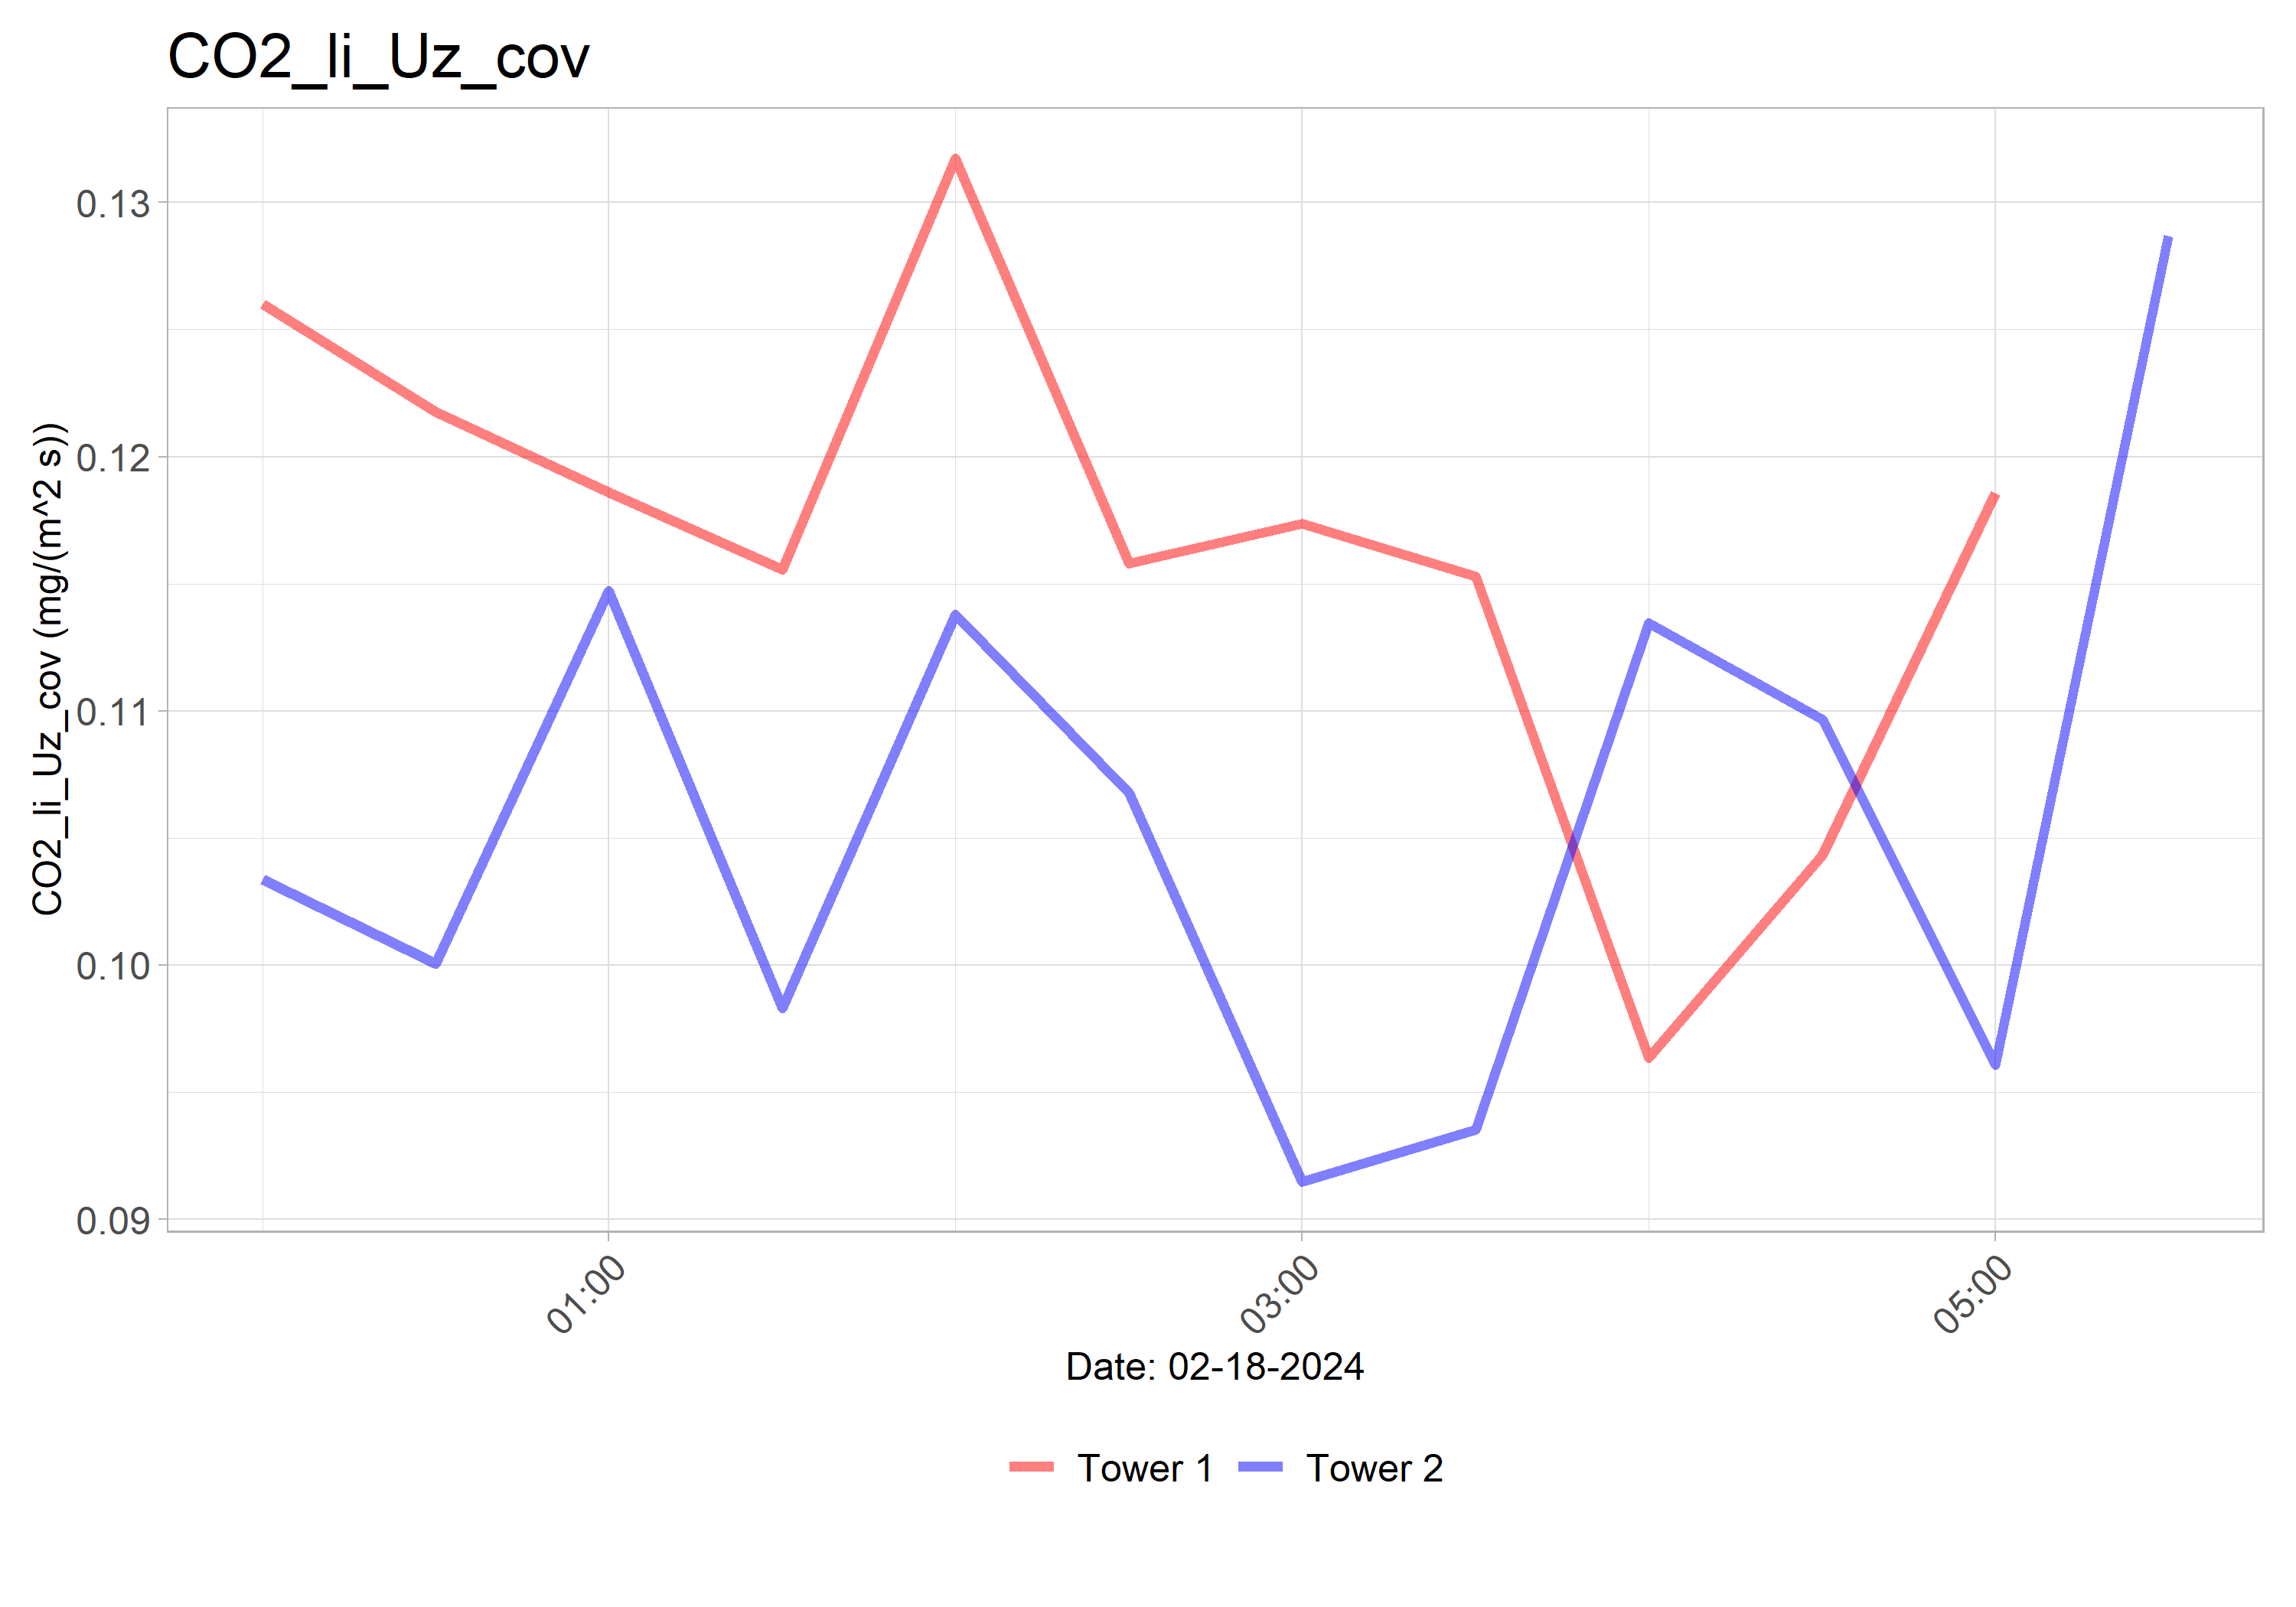 CO2_li_Uz_cov
CO2_li_Uz_cov (mg/(m^2 s))
0.13
0.12
0.11
0.10
0.09
01:00
03:00
05:00
Date: 02-18-2024
Tower 1
Tower 2